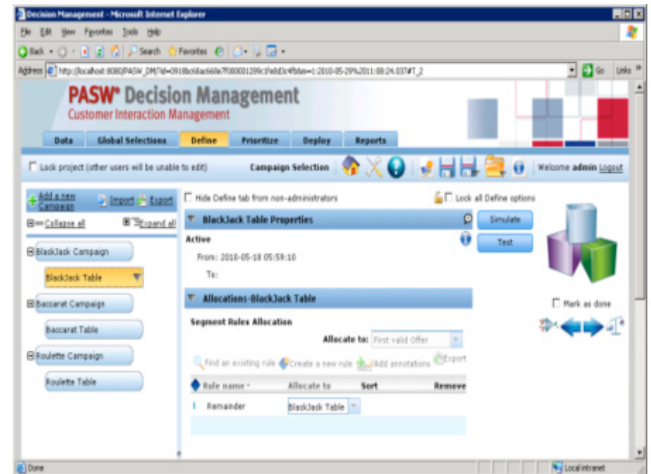 Decision Management - Microsoft Internet Explorer
File Edit View Favorites Tools Help
Back Search Favorites
Address Go Links
PASW® Decision Management
Customer Interaction Management
Data Global Selections Define Prioritize Deploy Reports
Lock project (other users will be unable to edit) Campaign Selection Welcome admin Logout
Add a new Campaign Import Export
Hide Define tab from non-administrators Lock all Define options
Collapse all Expand all
BlackJack Table Properties Simulate
Active Test
From: 2010-05-18 05:59:10
To:
BlackJack Campaign
BlackJack Table
Baccarat Campaign
Baccarat Table
Roulette Campaign
Roulette Table
Allocations-BlackJack Table
Mark as done
Segment Rules Allocation
Allocate to: First valid Offer
Find an existing rule Create a new rule Add annotations Export
Rule name Allocate to Sort Remove
1 Remainder BlackJack Table
Done Local intranet